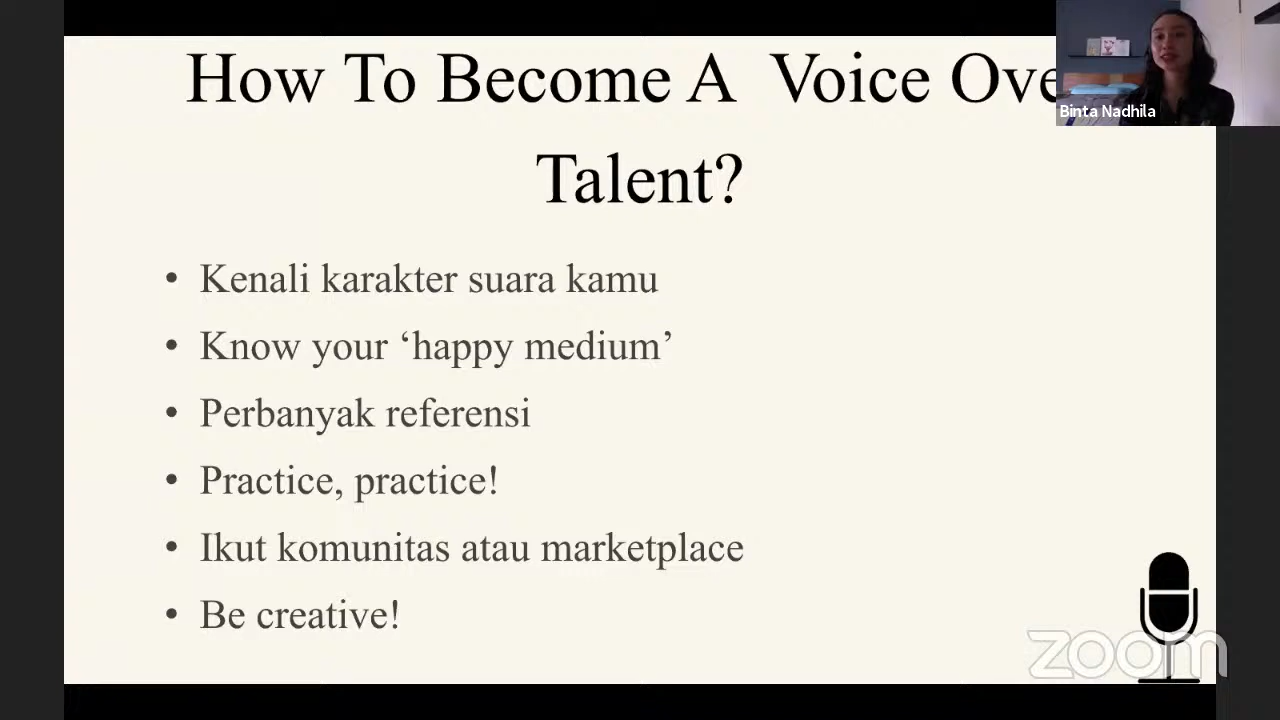 How To Become A Voice Ove
Talent?
Binta Nadhila
• Kenali karakter suara kamu
• Know your ‘happy medium’
• Perbanyak referensi
• Practice, practice!
• Ikut komunitas atau marketplace
• Be creative!
zoom